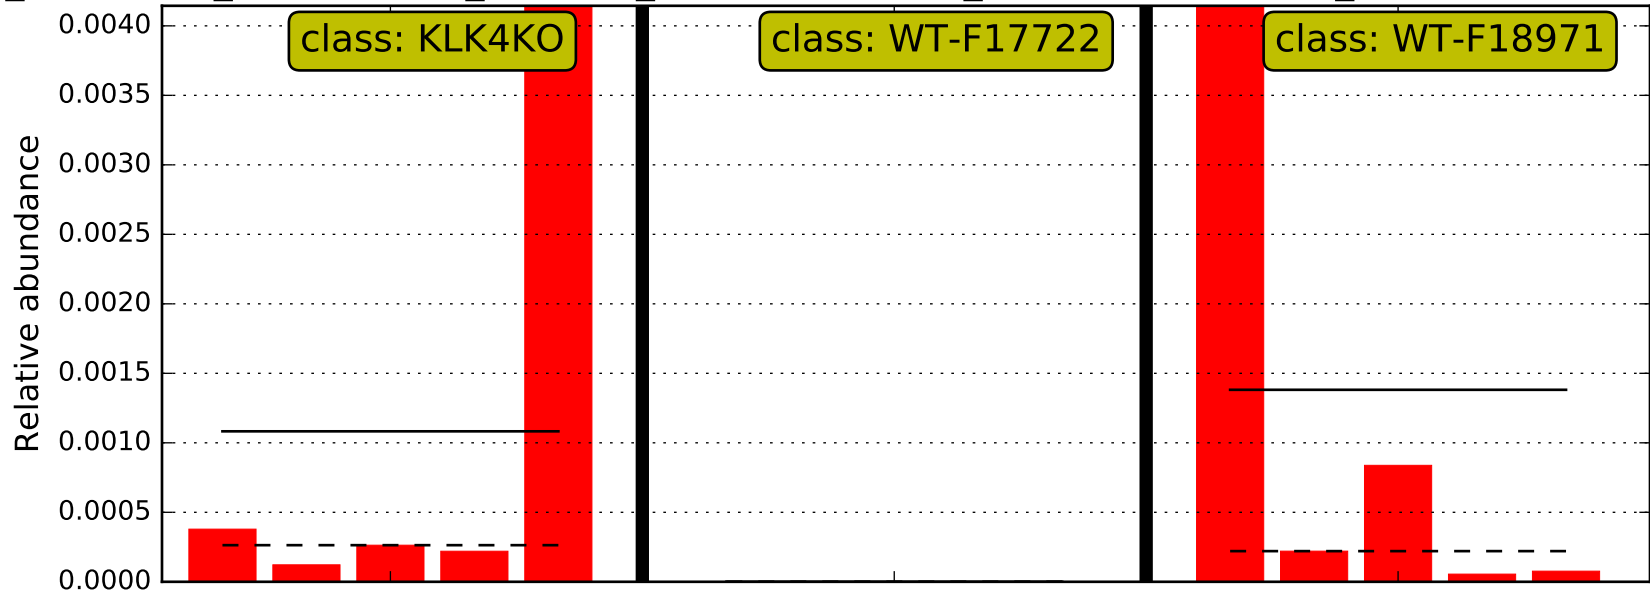 class: KLK4KO
class: WT-F17722
class: WT-F18971
Relative abundance
0.0040
0.0035
0.0030
0.0025
0.0020
0.0015
0.0010
0.0005
0.0000